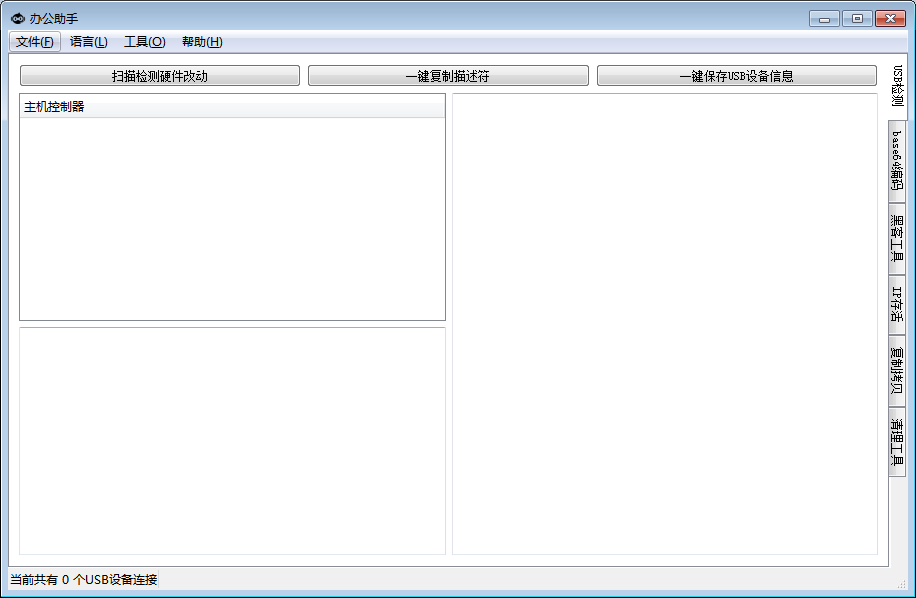 办公助手
文件(F) 语言(L) 工具(O) 帮助(H)
扫描检测硬件改动 一键复制描述符 一键保存USB设备信息
主机控制器
USB检测
base64编码
黑客工具
IP存活
复制拷贝
清理工具
当前共有 0 个USB设备连接